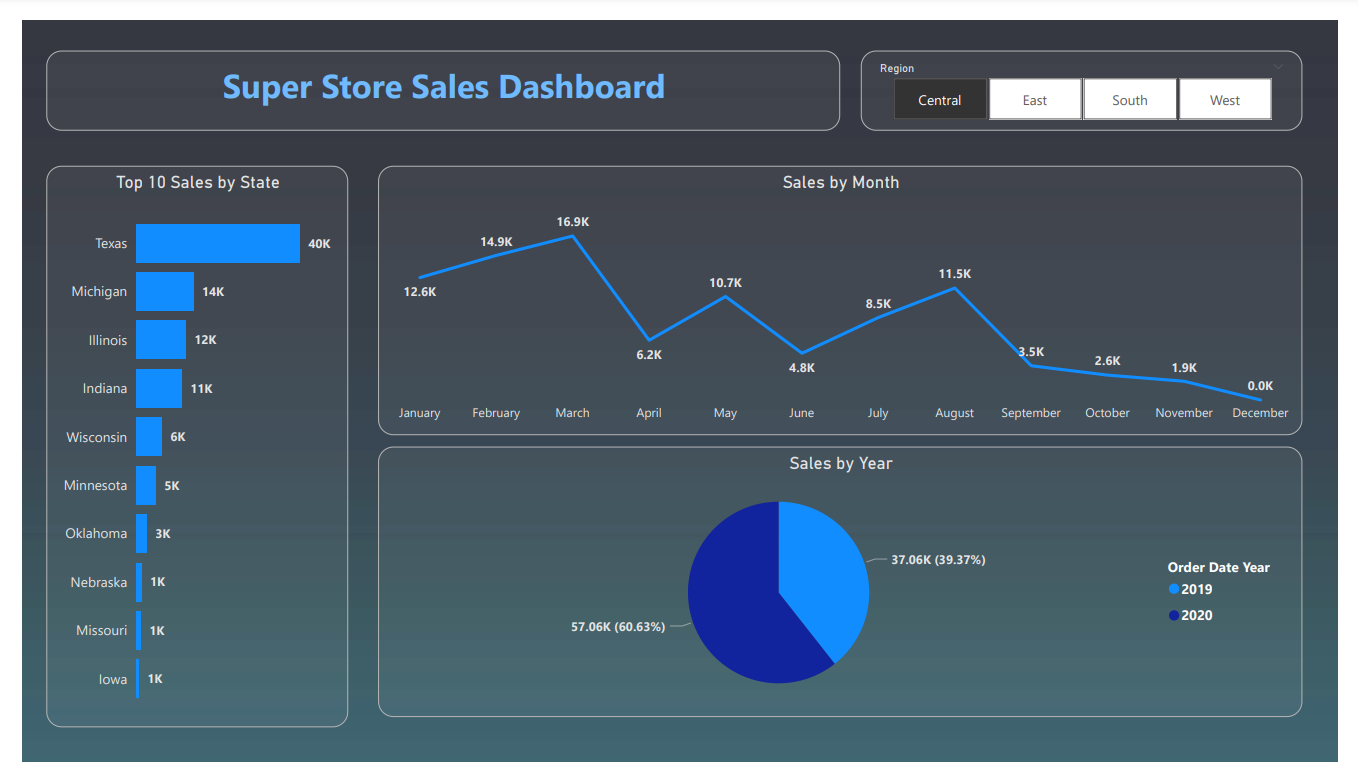 Super Store Sales Dashboard
Region
Central East South West
Top 10 Sales by State
Texas 40K
Michigan 14K
Illinois 12K
Indiana 11K
Wisconsin 6K
Minnesota 5K
Oklahoma 3K
Nebraska 1K
Missouri 1K
Iowa 1K
Sales by Month
12.6K 14.9K 16.9K 6.2K 10.7K 4.8K 8.5K 11.5K 3.5K 2.6K 1.9K 0.0K
January February March April May June July August September October November December
Sales by Year
37.06K (39.37%)
57.06K (60.63%)
Order Date Year
2019
2020